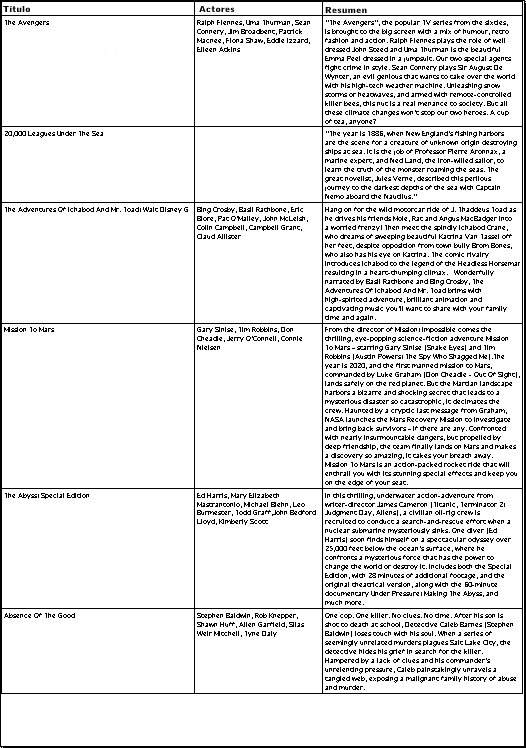 Titulo Actores Resumen
The Avengers
Ralph Fiennes, Uma Thurman, Sean
Connery, Jim Broadbent, Patrick
Macnee, Fiona Shaw, Eddie Izzard,
Eileen Atkins
"The Avengers", the popular TV series from the sixties,
is brought to the big screen with a mix of humour, retro
fashion and action. Ralph Fiennes plays the role of well
dressed John Steed and Uma Thurman is the beautiful
Emma Peel dressed in a jumpsuit. Our two special agents
fight crime in style. Sean Connery plays Sir August De
Wynter, an evil genious that wants to take over the world
with his high-tech weather machine. Unleashing snow
storms or heatwaves, and armed with remote-controlled
killer bees, this nut is a real menance to society. But all
these climate changes won't stop our two heroes. A cup
of tea, anyone?
20,000 Leagues Under The Sea
"The year is 1886, when New England's fishing harbors
are the scene for a creature of unknown origin destroying
ships at sea. It is the job of Professor Pierre Aronnax, a
marine expert, and Ned Land, the iron-willed sailor, to
learn the truth of the monster roaming the seas. The
great novelist, Jules Verne, described this perilous
journey to the darkest depths of the sea with Captain
Nemo aboard the Nautilus."
The Adventures Of Ichabod And Mr. Toad: Walt Disney G
Bing Crosby, Basil Rathbone, Eric
Blore, Pat O'Malley, John McLeish,
Colin Campbell, Campbell Grant,
Claud Allister
Hang on for the wild motorcar ride of J. Thaddeus Toad as
he drives his friends Mole, Rat and Angus MacBadger into
a worried frenzy! Then meet the spindly Ichabod Crane,
who dreams of sweeping beautiful Katrina Van Tassel off
her feet, despite opposition from town bully Brom Bones,
who also has his eye on Katrina. The comic rivalry
introduces Ichabod to the legend of the Headless Horseman
resulting in a heart-thumping climax. Wonderfully
narrated by Basil Rathbone and Bing Crosby, The
Adventures Of Ichabod And Mr. Toad brims with
high-spirited adventure, brilliant animation and
captivating music you'll want to share with your family
time and again.
Mission To Mars
Gary Sinise, Tim Robbins, Don
Cheadle, Jerry O'Connell, Connie
Nielsen
From the director of Mission: Impossible comes the
thrilling, eye-popping science-fiction adventure Mission
To Mars - starring Gary Sinise (Snake Eyes) and Tim
Robbins (Austin Powers: The Spy Who Shagged Me). The
year is 2020, and the first manned mission to Mars,
commanded by Luke Graham (Don Cheadle - Out Of Sight),
lands safely on the red planet. But the Martian landscape
harbors a bizarre and shocking secret that leads to a
mysterious disaster so catastrophic, it decimates the
crew. Haunted by a cryptic last message from Graham,
NASA launches the Mars Recovery Mission to investigate
and bring back survivors - if there are any. Confronted
with nearly insurmountable dangers, but propelled by
deep friendship, the team finally lands on Mars and makes
a discovery so amazing, it takes your breath away.
Mission To Mars is an action-packed rocket ride that will
enthrall you with its stunning special effects and keep you
on the edge of your seat.
The Abyss: Special Edition
Ed Harris, Mary Elizabeth
Mastrantonio, Michael Biehn, Leo
Burmester, Todd Graff, John Bedford
Lloyd, Kimberly Scott
In this thrilling, underwater action-adventure from
writer-director James Cameron (Titanic, Terminator 2:
Judgment Day, Aliens), a civilian oil-rig crew is
recruited to conduct a search-and-rescue effort when a
nuclear submarine mysteriously sinks. One diver (Ed
Harris) soon finds himself on a spectacular odyssey over
25,000 feet below the ocean's surface, where he
confronts a mysterious force that has the power to
change the world or destroy it. Includes both the Special
Edition, with 28 minutes of additional footage, and the
original theatrical version, along with the 60-minute
documentary Under Pressure: Making The Abyss, and
much more.
Absence Of The Good
Stephen Baldwin, Rob Knepper,
Shawn Huff, Allen Garfield, Silas
Weir Mitchell, Tyne Daly
One cop. One killer. No clues. No time. After his son is
shot to death at school, Detective Caleb Barnes (Stephen
Baldwin) loses touch with his soul. When a series of
seemingly unrelated murders plagues Salt Lake City, the
detective hides his grief in search for the killer.
Hampered by a lack of clues and his commander's
unrelenting pressure, Caleb painstakingly unravels a
tangled web, exposing a malignant family history of abuse
and murder.